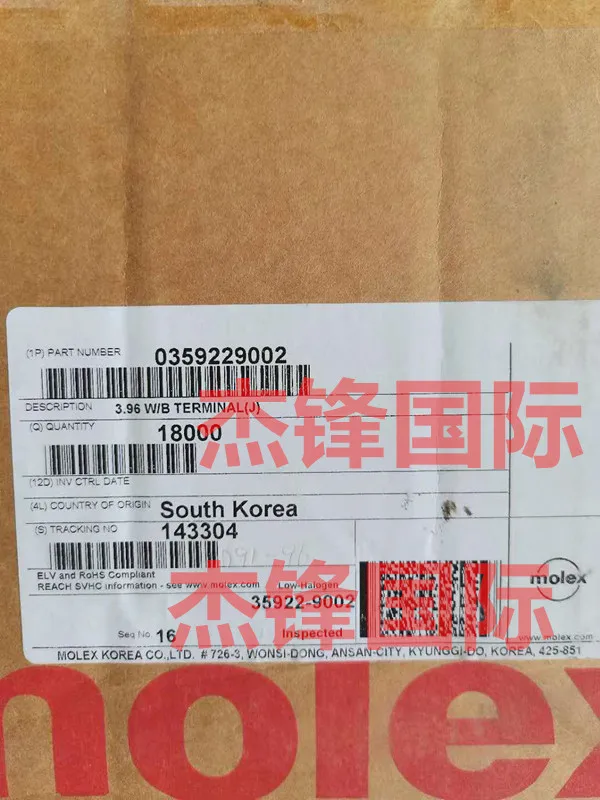 (1P) PART NUMBER 0359229002
DESCRIPTION 3.96 W/B TERMINAL(J)
(Q) QUANTITY 18000
杰锋国际
(12D) INV CTRL DATE
(4L) COUNTRY OF ORIGIN South Korea
(S) TRACKING NO 143304
ELV and RoHS Compliant
REACH SVHC information - see www.molex.com Low-Halogen
35922-9002
molex
杰锋国际
Seq No 16 Inspected
www.molex.com
MOLEX KOREA CO.,LTD. # 726-3, WONSI-DONG, ANSAN-CITY, KYUNGGI-DO, KOREA, 425-851
molex